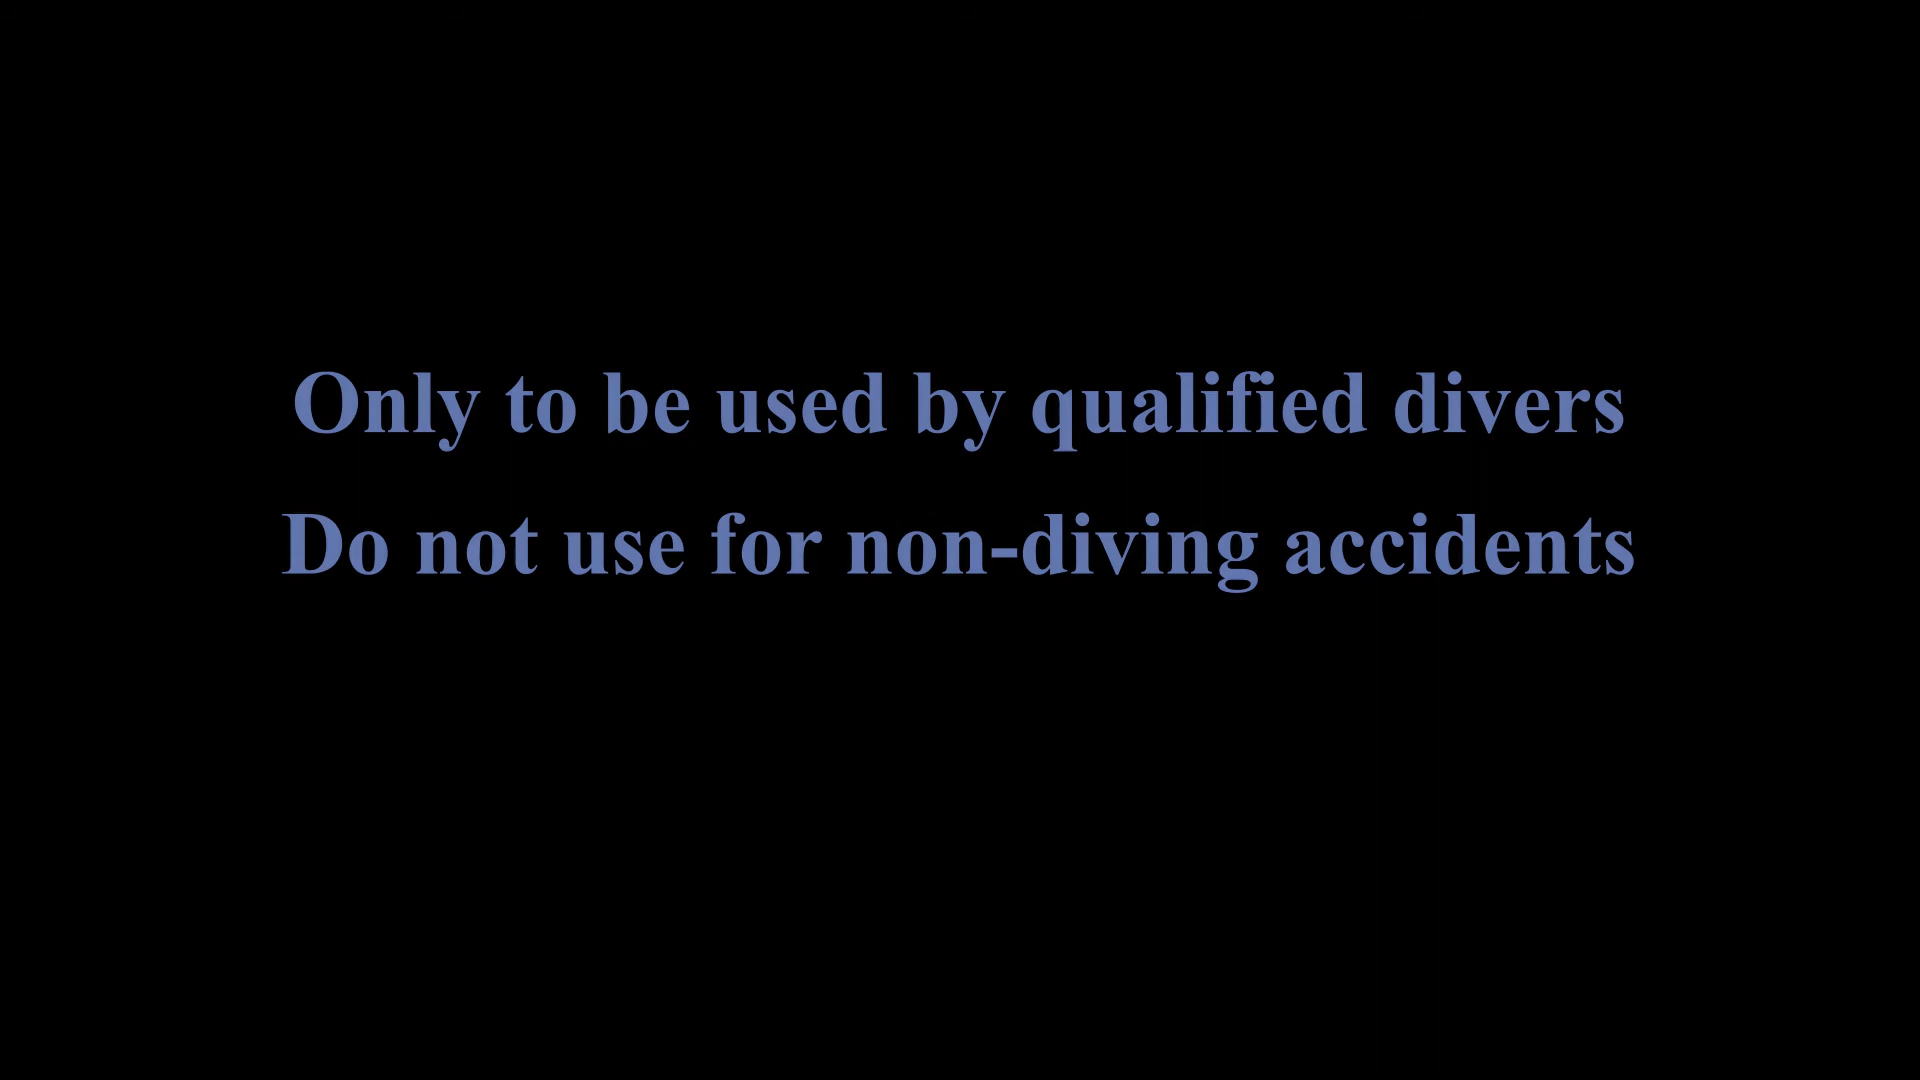 Only to be used by qualified divers
Do not use for non-diving accidents